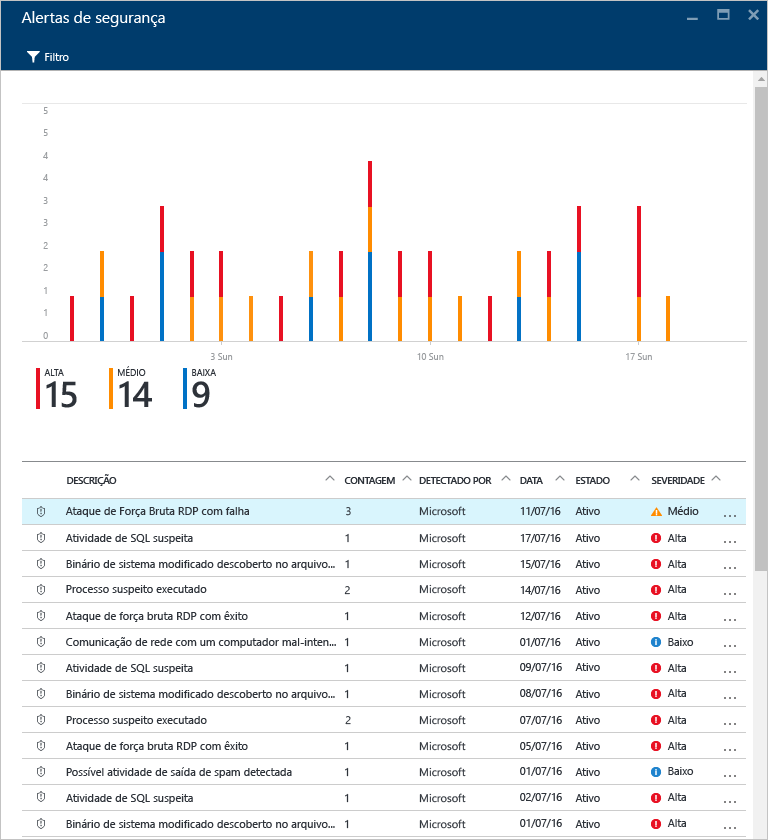 Alertas de segurança
Filtro
5
5
4
4
3
3
2
2
1
1
0
3 Sun 10 Sun 17 Sun
ALTA MÉDIO BAIXA
15 14 9
DESCRIÇÃO CONTAGEM DETECTADO POR DATA ESTADO SEVERIDADE
Ataque de Força Bruta RDP com falha 3 Microsoft 11/07/16 Ativo Médio ...
Atividade de SQL suspeita 1 Microsoft 17/07/16 Ativo Alta ...
Binário de sistema modificado descoberto no arquivo... 1 Microsoft 15/07/16 Ativo Alta ...
Processo suspeito executado 2 Microsoft 14/07/16 Ativo Alta ...
Ataque de força bruta RDP com êxito 1 Microsoft 12/07/16 Ativo Alta ...
Comunicação de rede com um computador mal-inten... 1 Microsoft 01/07/16 Ativo Baixo ...
Atividade de SQL suspeita 1 Microsoft 09/07/16 Ativo Alta ...
Binário de sistema modificado descoberto no arquivo... 1 Microsoft 08/07/16 Ativo Alta ...
Processo suspeito executado 2 Microsoft 07/07/16 Ativo Alta ...
Ataque de força bruta RDP com êxito 1 Microsoft 05/07/16 Ativo Alta ...
Possível atividade de saída de spam detectada 1 Microsoft 01/07/16 Ativo Baixo ...
Atividade de SQL suspeita 1 Microsoft 02/07/16 Ativo Alta ...
Binário de sistema modificado descoberto no arquivo... 1 Microsoft 01/07/16 Ativo Alta ...